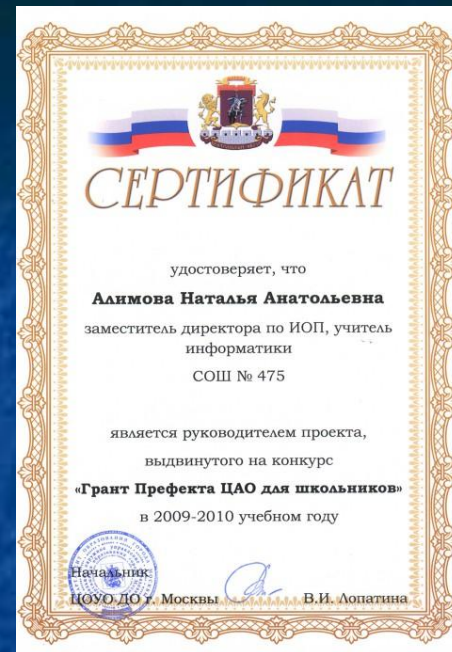 СЕРТИФИКАТ
удостоверяет, что
Алимова Наталья Анатольевна
заместитель директора по ИОП, учитель
информатики
СОШ № 475
является руководителем проекта,
выдвинутого на конкурс
«Грант Префекта ЦАО для школьников»
в 2009-2010 учебном году
Начальник
ЦОУО ДО г. Москвы В.И. Лопатина